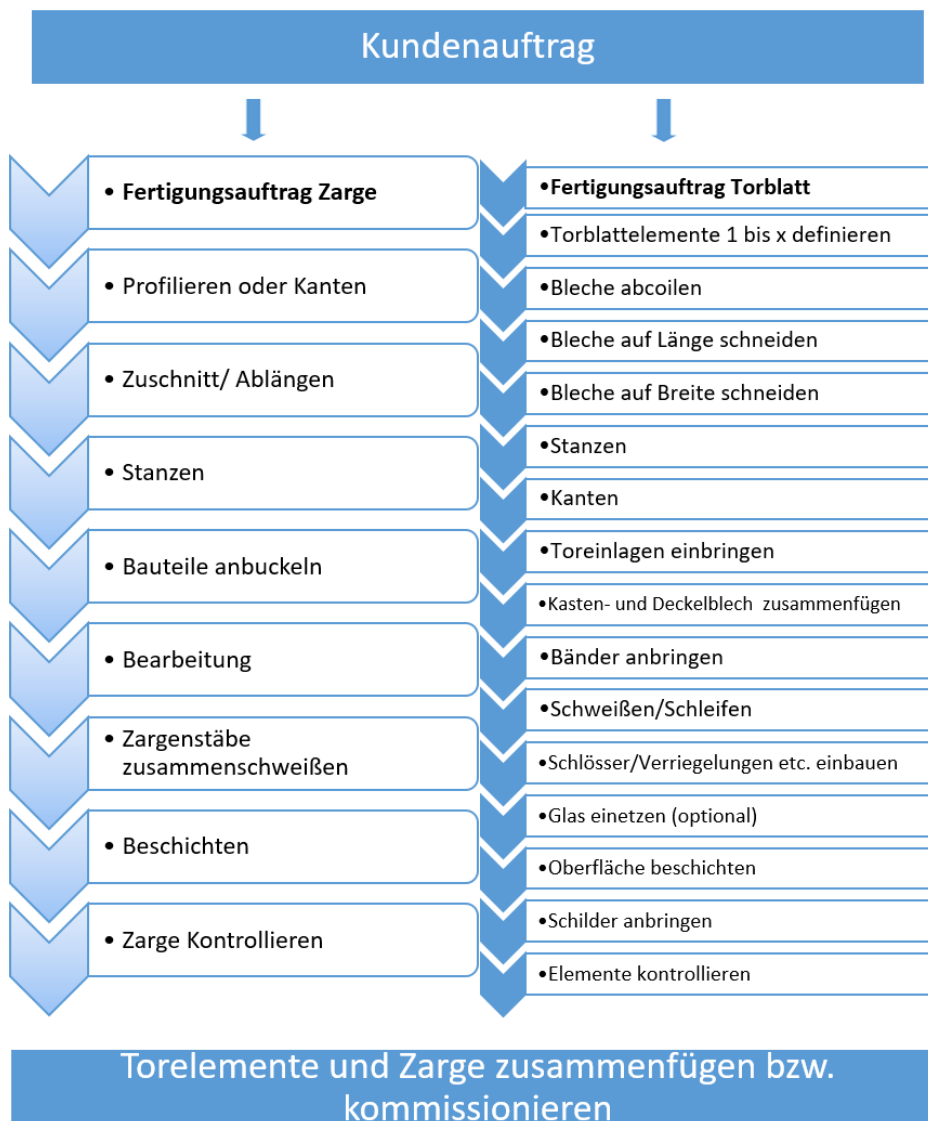 Kundenauftrag
• Fertigungsauftrag Zarge
• Profilieren oder Kanten
• Zuschnitt/ Ablängen
• Stanzen
• Bauteile anbuckeln
• Bearbeitung
• Zargenstäbe
zusammenschweißen
• Beschichten
• Zarge Kontrollieren
•Fertigungsauftrag Torblatt
•Torblattelemente 1 bis x definieren
•Bleche abcoilen
•Bleche auf Länge schneiden
•Bleche auf Breite schneiden
•Stanzen
•Kanten
•Toreinlagen einbringen
•Kasten- und Deckelblech zusammenfügen
•Bänder anbringen
•Schweißen/Schleifen
•Schlösser/Verriegelungen etc. einbauen
•Glas einetzen (optional)
•Oberfläche beschichten
•Schilder anbringen
•Elemente kontrollieren
Torelemente und Zarge zusammenfügen bzw.
kommissionieren